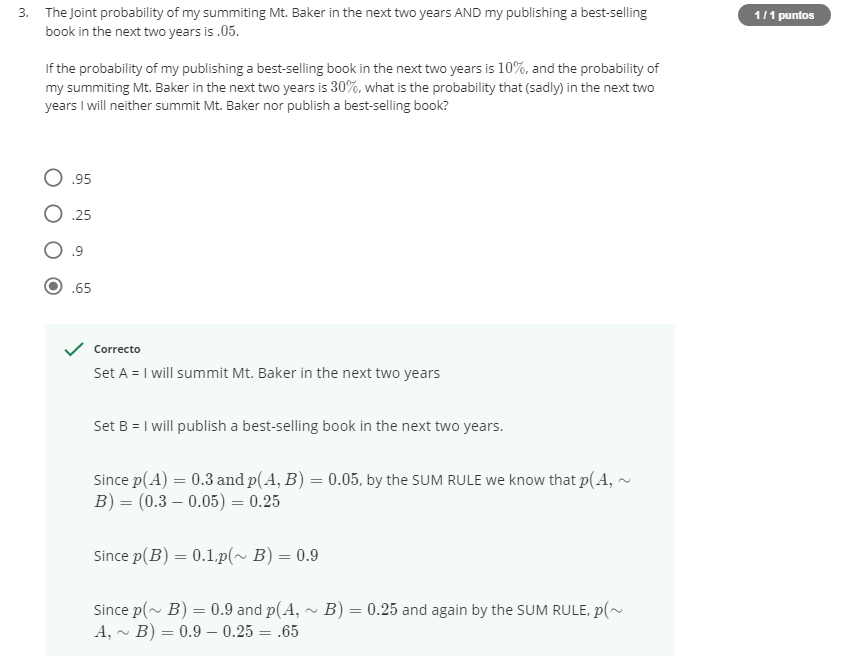 3. The Joint probability of my summiting Mt. Baker in the next two years AND my publishing a best-selling
1 / 1 puntos
book in the next two years is .05.
If the probability of my publishing a best-selling book in the next two years is 10%, and the probability of
my summiting Mt. Baker in the next two years is 30%, what is the probability that (sadly) in the next two
years I will neither summit Mt. Baker nor publish a best-selling book?
.95
.25
.9
.65
Correcto
Set A = I will summit Mt. Baker in the next two years
Set B = I will publish a best-selling book in the next two years.
Since p(A) = 0.3 and p(A, B) = 0.05, by the SUM RULE we know that p(A, ∼
B) = (0.3 − 0.05) = 0.25
Since p(B) = 0.1,p(∼ B) = 0.9
Since p(∼ B) = 0.9 and p(A, ∼ B) = 0.25 and again by the SUM RULE, p(∼
A, ∼ B) = 0.9 − 0.25 = .65